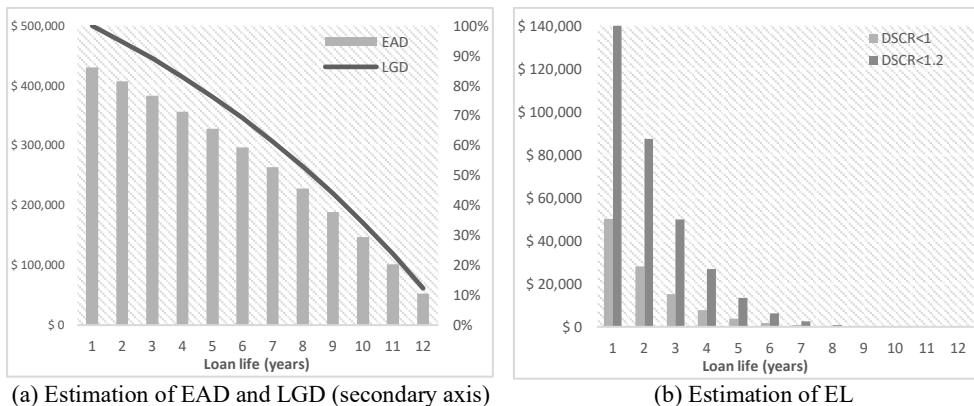 $ 500,000
$ 400,000
$ 300,000
$ 200,000
$ 100,000
$ 0
100%
90%
80%
70%
60%
50%
40%
30%
20%
10%
0%
EAD
LGD
1 2 3 4 5 6 7 8 9 10 11 12
Loan life (years)
(a) Estimation of EAD and LGD (secondary axis)
$ 140,000
$ 120,000
$ 100,000
$ 80,000
$ 60,000
$ 40,000
$ 20,000
$ 0
DSCR<1
DSCR<1.2
1 2 3 4 5 6 7 8 9 10 11 12
Loan life (years)
(b) Estimation of EL